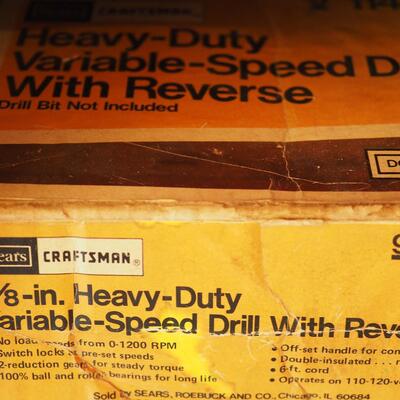 Sears CRAFTSMAN
Heavy-Duty
Variable-Speed D
With Reverse
Drill Bit Not Included
ears CRAFTSMAN®
/8-in. Heavy-Duty
ariable-Speed Drill With Reve
No load speeds from 0-1200 RPM
Switch locks at pre-set speeds
2-reduction gears for steady torque
100% ball and roller bearings for long life
• Off-set handle for con
• Double-insulated . . . n
• 6-ft. cord
• Operates on 110-120-v
Sold by SEARS, ROEBUCK AND CO., Chicago, IL 60684